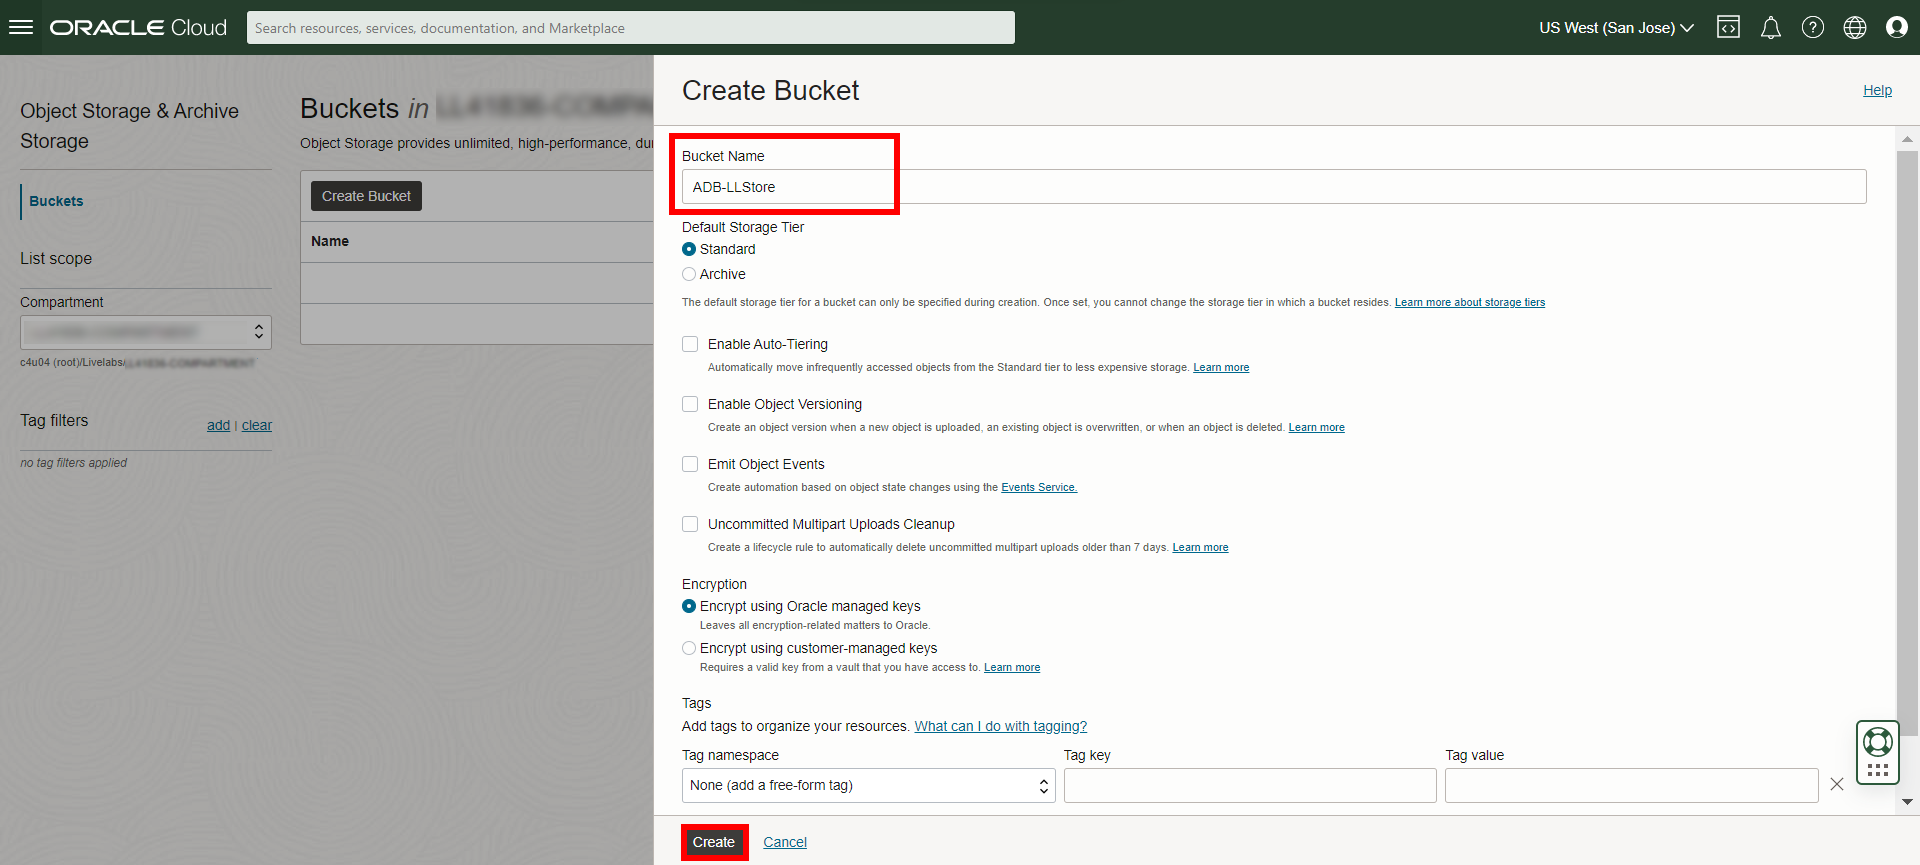 ORACLE Cloud
Search resources, services, documentation, and Marketplace
US West (San Jose)
Object Storage & Archive
Storage
Buckets
List scope
Compartment
c4u04 (root)/Livelabs/LL41836-COMPARTMENT
Tag filters
add | clear
no tag filters applied
Buckets in LL41836-COMPA
Object Storage provides unlimited, high-performance, du
Create Bucket
Name
Create Bucket
Help
Bucket Name
ADB-LLStore
Default Storage Tier
Standard
Archive
The default storage tier for a bucket can only be specified during creation. Once set, you cannot change the storage tier in which a bucket resides. Learn more about storage tiers
Enable Auto-Tiering
Automatically move infrequently accessed objects from the Standard tier to less expensive storage. Learn more
Enable Object Versioning
Create an object version when a new object is uploaded, an existing object is overwritten, or when an object is deleted. Learn more
Emit Object Events
Create automation based on object state changes using the Events Service.
Uncommitted Multipart Uploads Cleanup
Create a lifecycle rule to automatically delete uncommitted multipart uploads older than 7 days. Learn more
Encryption
Encrypt using Oracle managed keys
Leaves all encryption-related matters to Oracle.
Encrypt using customer-managed keys
Requires a valid key from a vault that you have access to. Learn more
Tags
Add tags to organize your resources. What can I do with tagging?
Tag namespace
Tag key
Tag value
None (add a free-form tag)
Create
Cancel